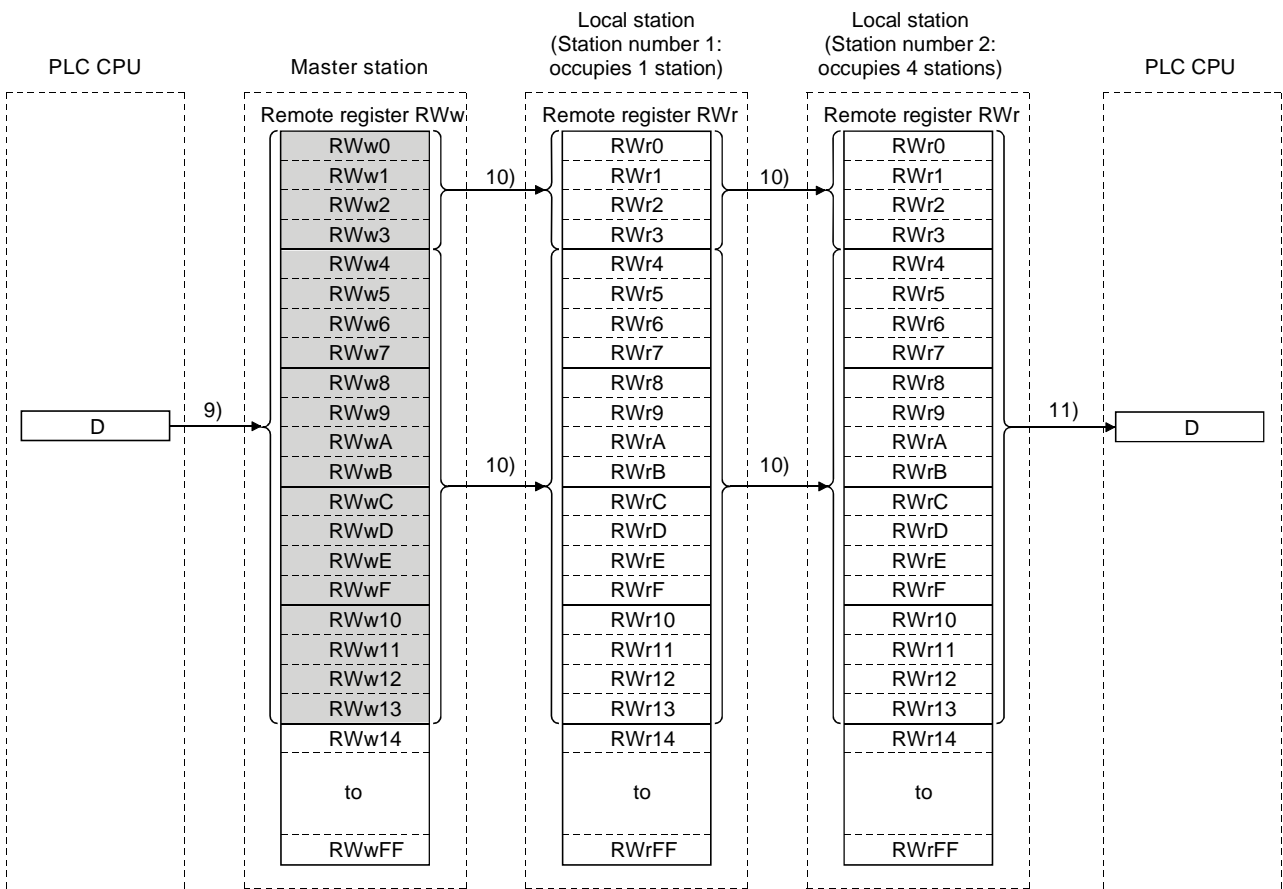 PLC CPU
Master station
Local station
(Station number 1:
occupies 1 station)
Local station
(Station number 2:
occupies 4 stations)
PLC CPU
D
9)
Remote register RWw
RWw0
RWw1
RWw2
RWw3
RWw4
RWw5
RWw6
RWw7
RWw8
RWw9
RWwA
RWwB
RWwC
RWwD
RWwE
RWwF
RWw10
RWw11
RWw12
RWw13
RWw14
to
RWwFF
10)
10)
Remote register RWr
RWr0
RWr1
RWr2
RWr3
RWr4
RWr5
RWr6
RWr7
RWr8
RWr9
RWrA
RWrB
RWrC
RWrD
RWrE
RWrF
RWr10
RWr11
RWr12
RWr13
RWr14
to
RWrFF
10)
10)
Remote register RWr
RWr0
RWr1
RWr2
RWr3
RWr4
RWr5
RWr6
RWr7
RWr8
RWr9
RWrA
RWrB
RWrC
RWrD
RWrE
RWrF
RWr10
RWr11
RWr12
RWr13
RWr14
to
RWrFF
11)
D